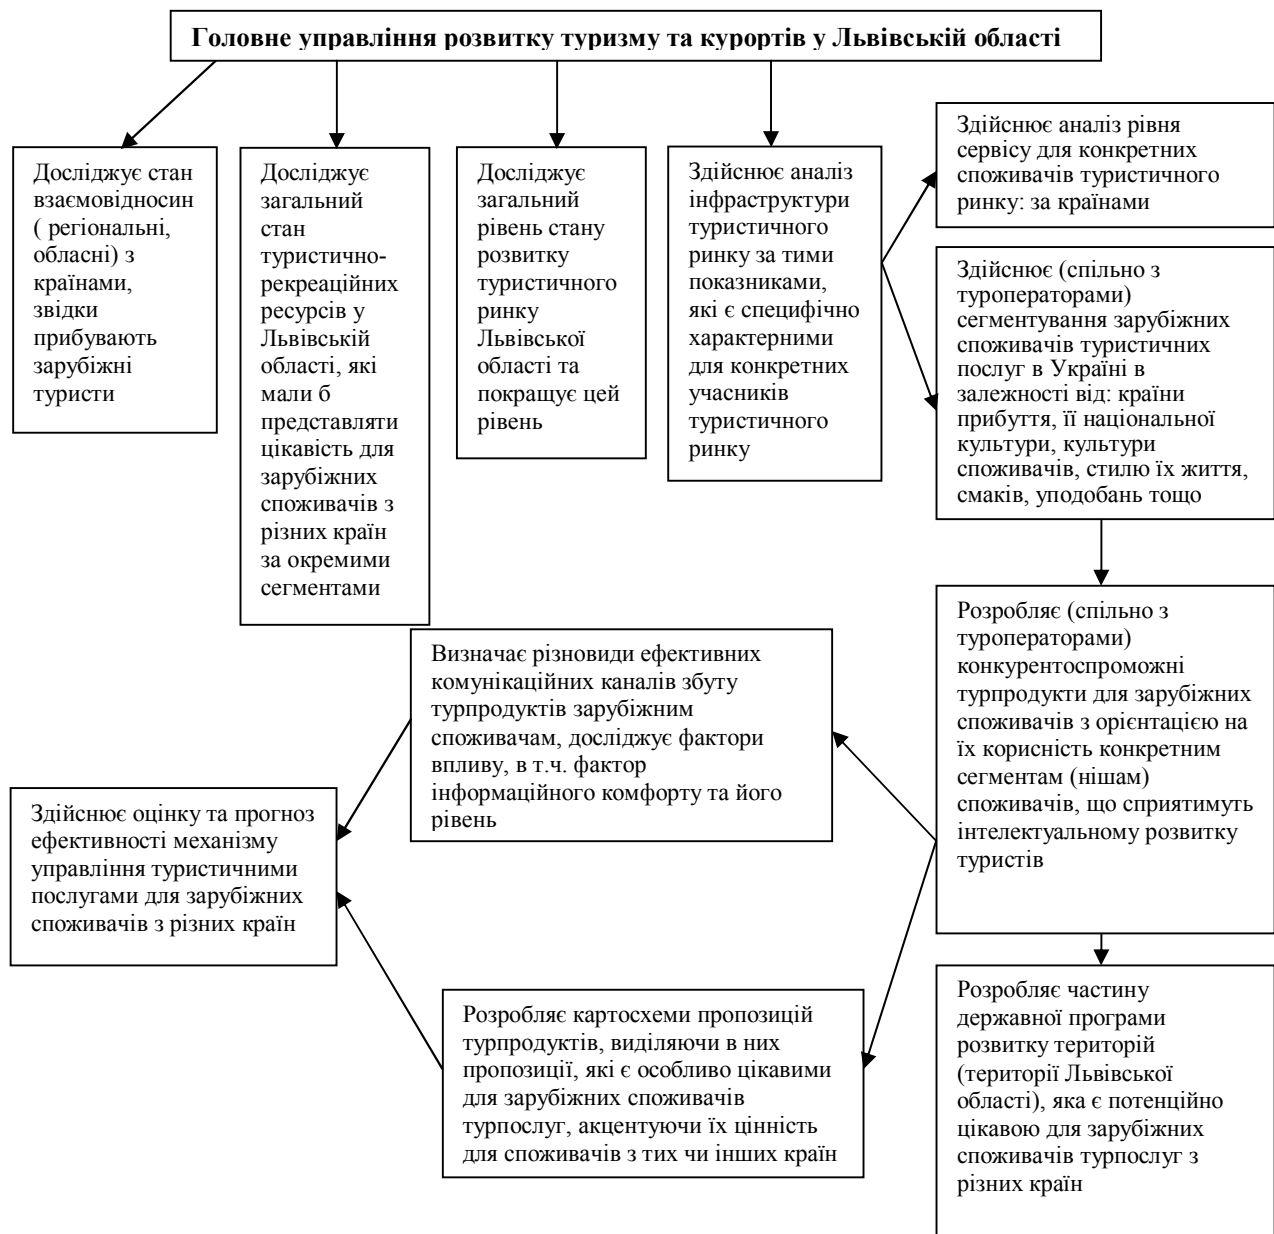 Головне управління розвитку туризму та курортів у Львівській області
Досліджує стан
взаємовідносин
( регіональні,
обласні) з
країнами,
звідки
прибувають
зарубіжні
туристи
Досліджує
загальний
стан
туристично-
рекреаційних
ресурсів у
Львівській
області, які
мали б
представляти
цікавість для
зарубіжних
споживачів з
різних країн
за окремими
сегментами
Досліджує
загальний
рівень стану
розвитку
туристичного
ринку
Львівської
області та
покращує цей
рівень
Здійснює аналіз
інфраструктури
туристичного
ринку за тими
показниками,
які є специфічно
характерними
для конкретних
учасників
туристичного
ринку
Здійснює аналіз рівня
сервісу для конкретних
споживачів туристичного
ринку: за країнами
Здійснює (спільно з
туроператорами)
сегментування зарубіжних
споживачів туристичних
послуг в Україні в
залежності від: країни
прибуття, її національної
культури, культури
споживачів, стилю їх життя,
смаків, уподобань тощо
Розробляє (спільно з
туроператорами)
конкурентоспроможні
турпродукти для зарубіжних
споживачів з орієнтацією на
їх корисність конкретним
сегментам (нішам)
споживачів, що сприятимуть
інтелектуальному розвитку
туристів
Визначає різновиди ефективних
комунікаційних каналів збуту
турпродуктів зарубіжним
споживачам, досліджує фактори
впливу, в т.ч. фактор
інформаційного комфорту та його
рівень
Здійснює оцінку та прогноз
ефективності механізму
управління туристичними
послугами для зарубіжних
споживачів з різних країн
Розробляє картосхеми пропозицій
турпродуктів, виділяючи в них
пропозиції, які є особливо цікавими
для зарубіжних споживачів
турпослуг, акцентуючи їх цінність
для споживачів з тих чи інших країн
Розробляє частину
державної програми
розвитку територій
(території Львівської
області), яка є потенційно
цікавою для зарубіжних
споживачів турпослуг з
різних країн